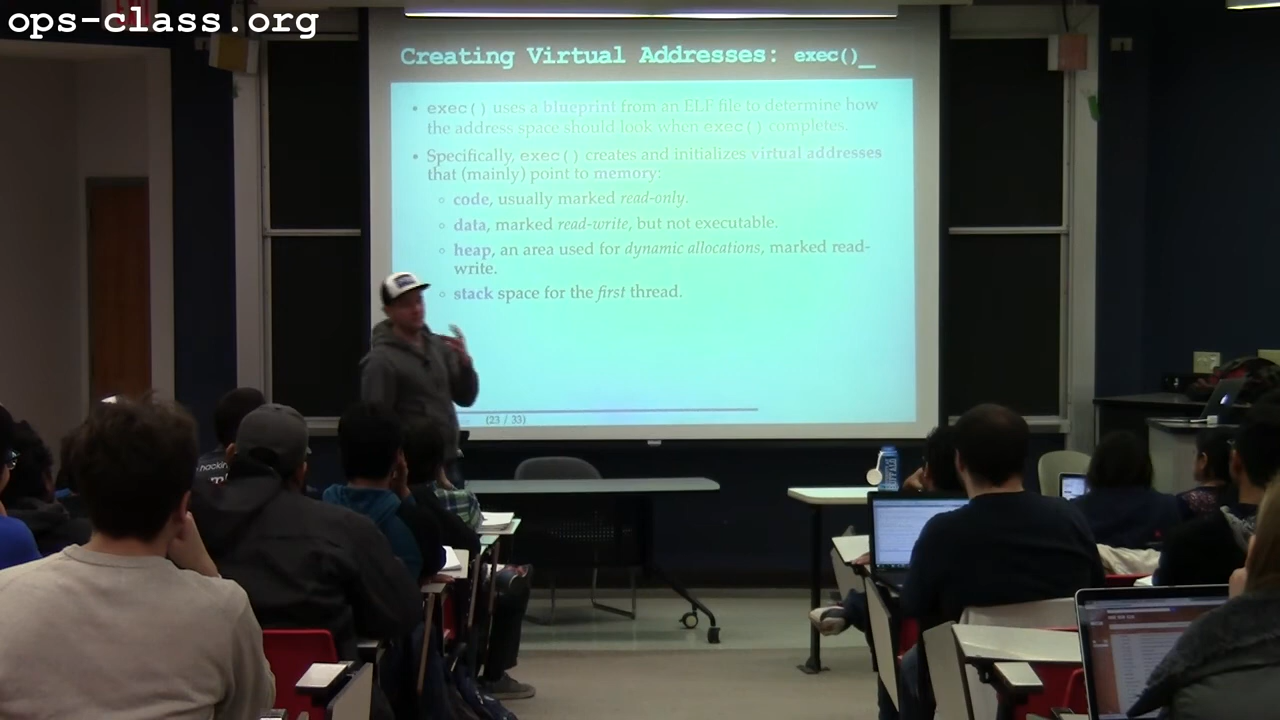 ops-class.org
Creating Virtual Addresses: exec()_
• exec() uses a blueprint from an ELF file to determine how
the address space should look when exec() completes.
• Specifically, exec() creates and initializes virtual addresses
that (mainly) point to memory:
◦ code, usually marked read-only.
◦ data, marked read-write, but not executable.
◦ heap, an area used for dynamic allocations, marked read-
write.
◦ stack space for the first thread.
(23 / 33)